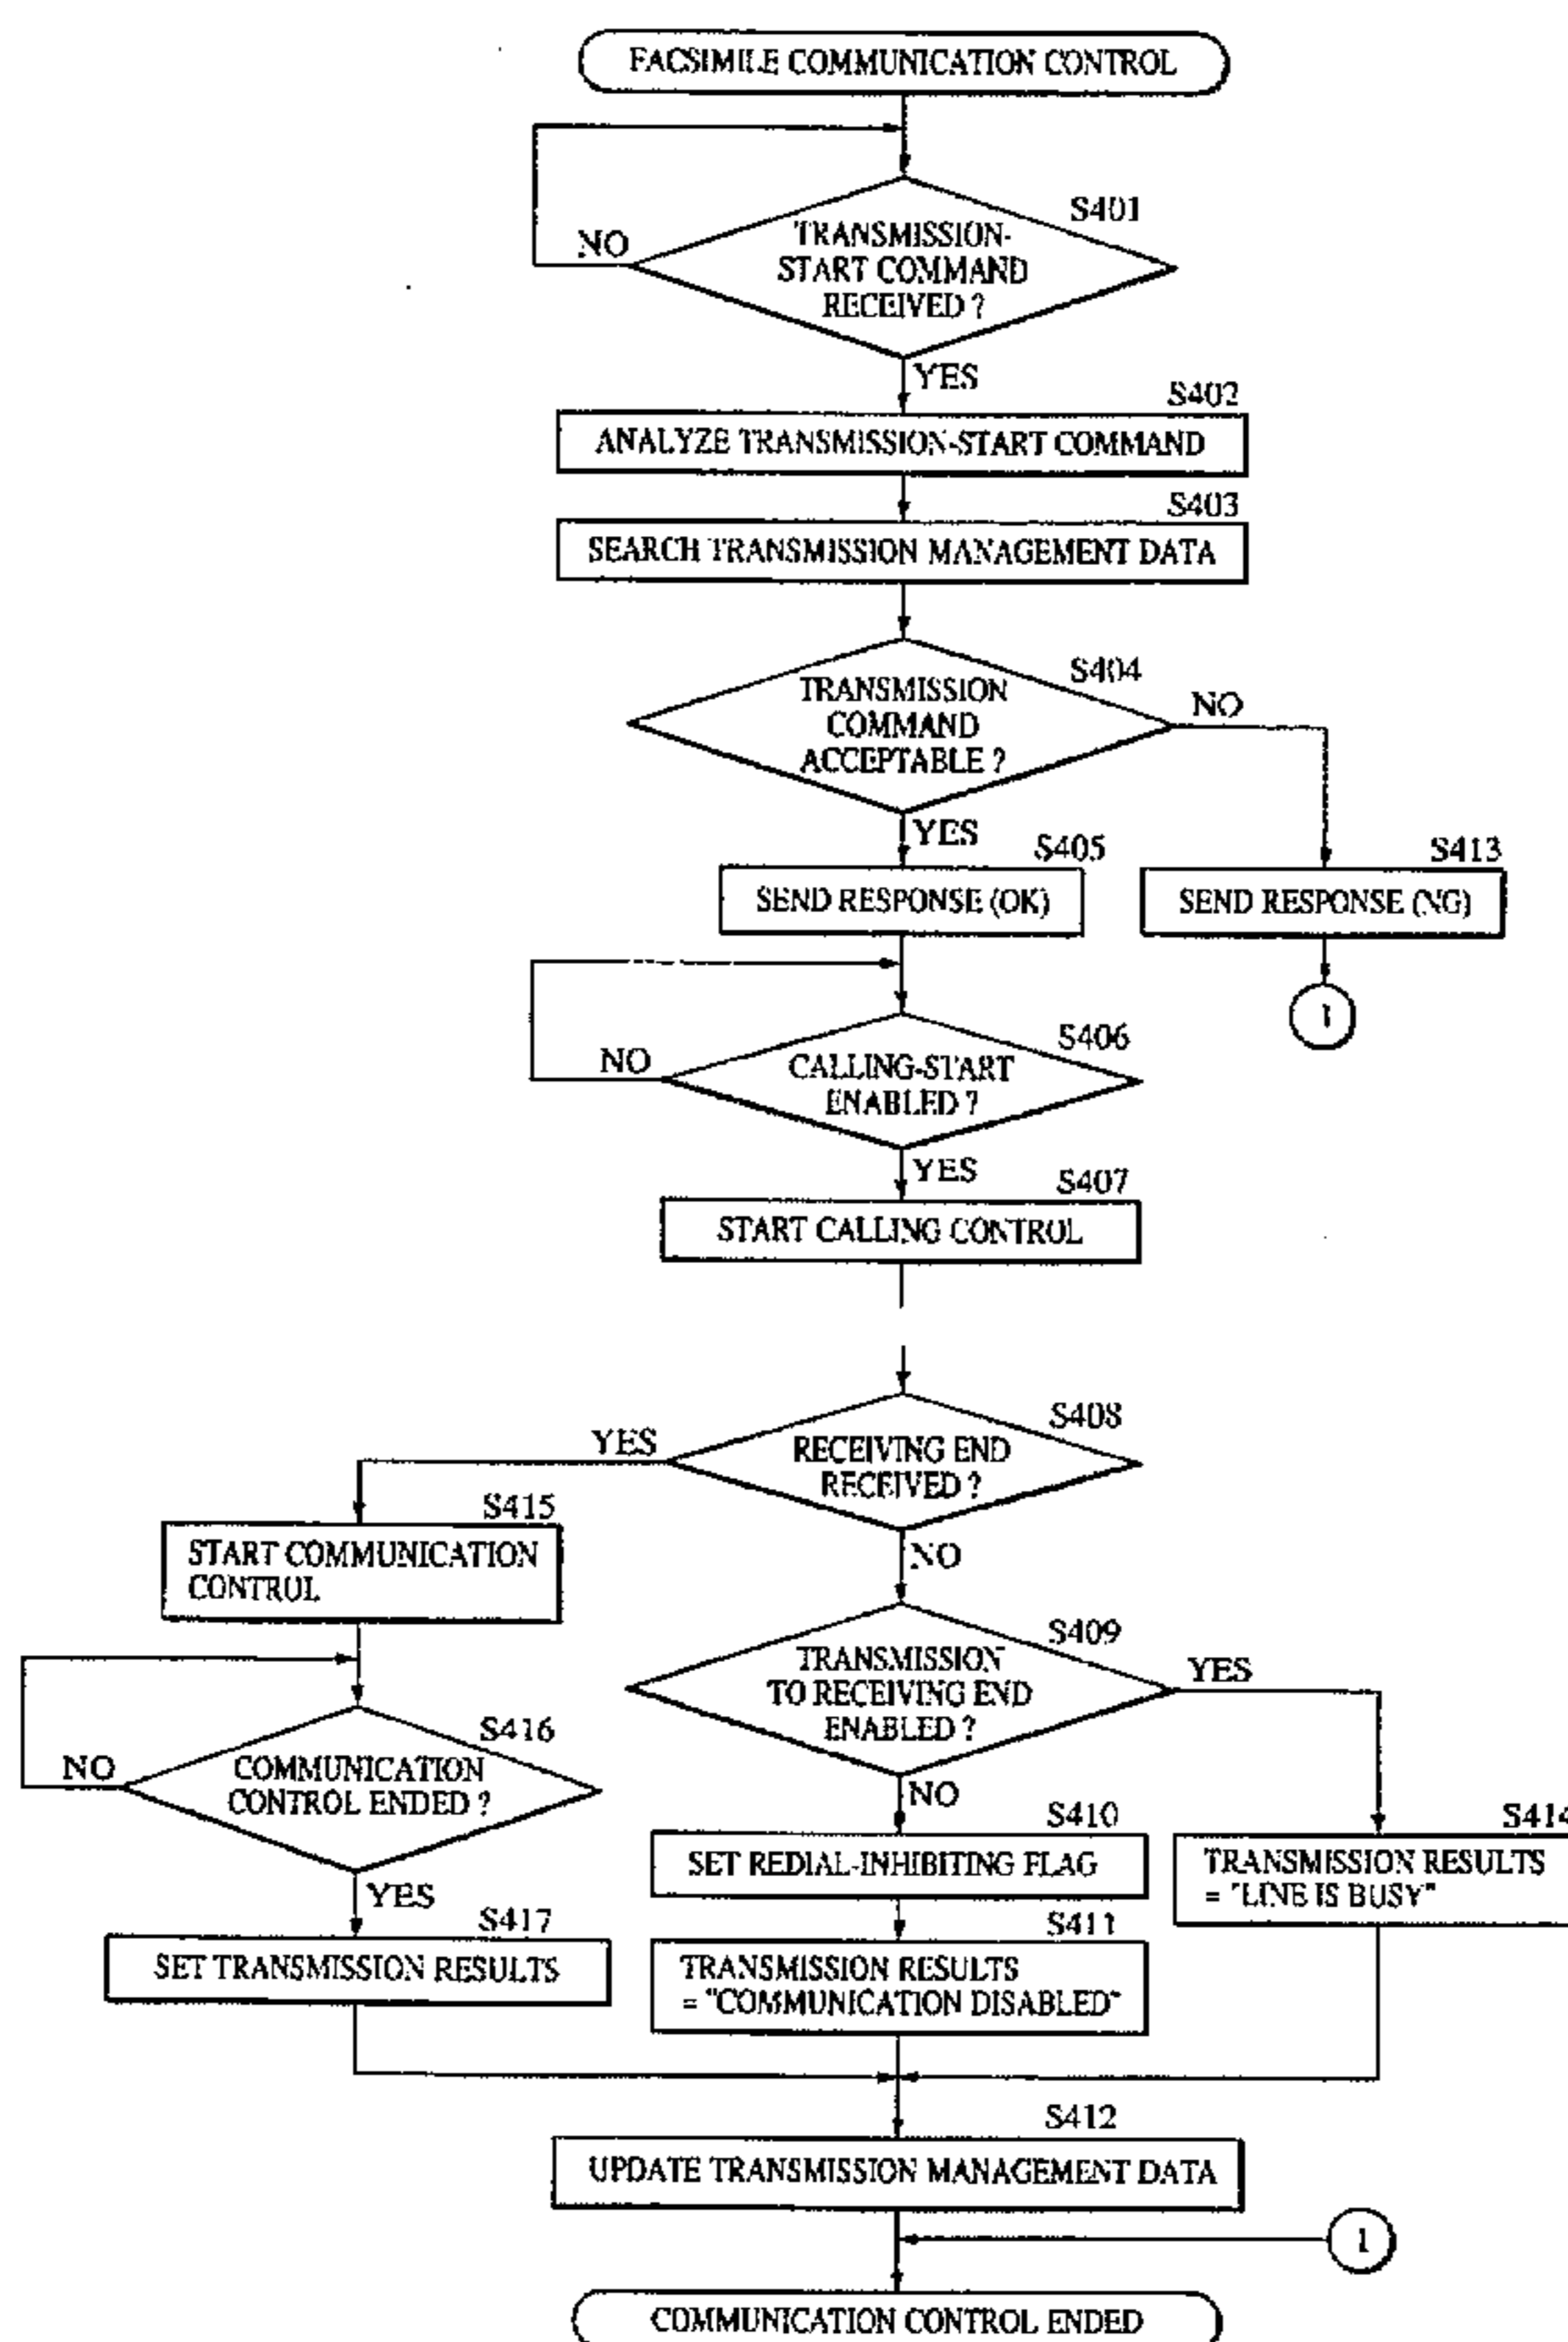 FACSIMILE COMMUNICATION CONTROL
S401
TRANSMISSION-
START COMMAND
RECEIVED ?
NO
YES
S402
ANALYZE TRANSMISSION-START COMMAND
S403
SEARCH TRANSMISSION MANAGEMENT DATA
S404
TRANSMISSION
COMMAND
ACCEPTABLE ?
NO
YES
S405
SEND RESPONSE (OK)
S413
SEND RESPONSE (NG)
1
S406
CALLING-START
ENABLED ?
NO
YES
S407
START CALLING CONTROL
S408
RECEIVING END
RECEIVED ?
YES
NO
S415
START COMMUNICATION
CONTROL
S409
TRANSMISSION
TO RECEIVING END
ENABLED ?
YES
NO
S416
COMMUNICATION
CONTROL ENDED ?
NO
YES
S410
SET REDIAL-INHIBITING FLAG
S414
TRANSMISSION RESULTS
= "LINE IS BUSY"
S417
SET TRANSMISSION RESULTS
S411
TRANSMISSION RESULTS
= "COMMUNICATION DISABLED"
S412
UPDATE TRANSMISSION MANAGEMENT DATA
1
COMMUNICATION CONTROL ENDED